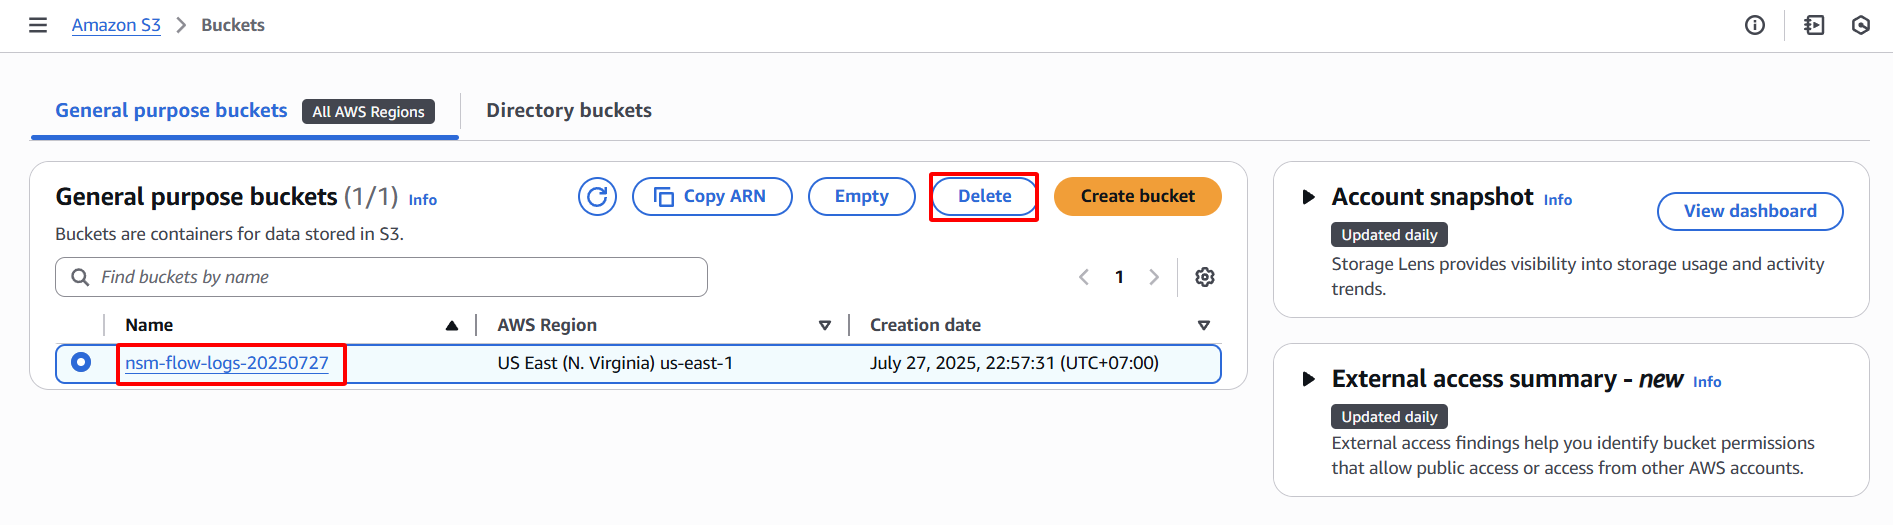 Amazon S3 > Buckets
General purpose buckets All AWS Regions Directory buckets
General purpose buckets (1/1) Info
Copy ARN Empty Delete Create bucket
Buckets are containers for data stored in S3.
Find buckets by name
1
Name AWS Region Creation date
nsm-flow-logs-20250727 US East (N. Virginia) us-east-1 July 27, 2025, 22:57:31 (UTC+07:00)
Account snapshot Info
View dashboard
Updated daily
Storage Lens provides visibility into storage usage and activity
trends.
External access summary - new Info
Updated daily
External access findings help you identify bucket permissions
that allow public access or access from other AWS accounts.